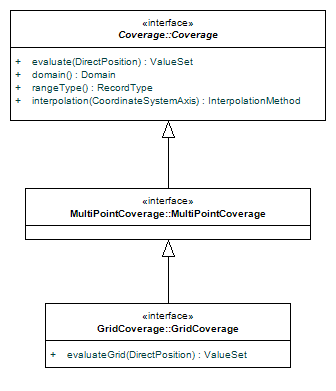 «interface»
Coverage::Coverage
+ evaluate(DirectPosition) : ValueSet
+ domain() : Domain
+ rangeType() : RecordType
+ interpolation(CoordinateSystemAxis) : InterpolationMethod
«interface»
MultiPointCoverage::MultiPointCoverage
«interface»
GridCoverage::GridCoverage
+ evaluateGrid(DirectPosition) : ValueSet